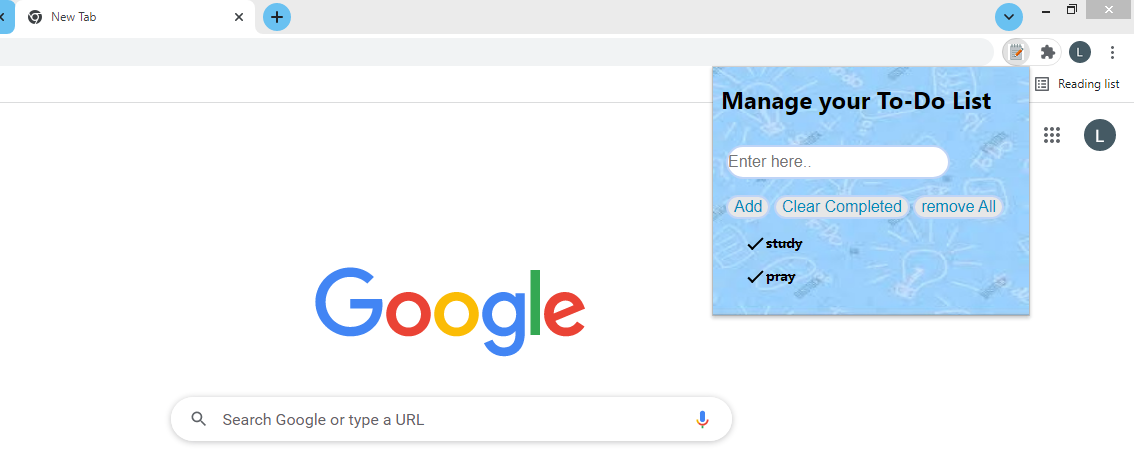 New Tab
L
Reading list
Manage your To-Do List
L
Enter here..
Add Clear Completed remove All
study
pray
Google
Search Google or type a URL